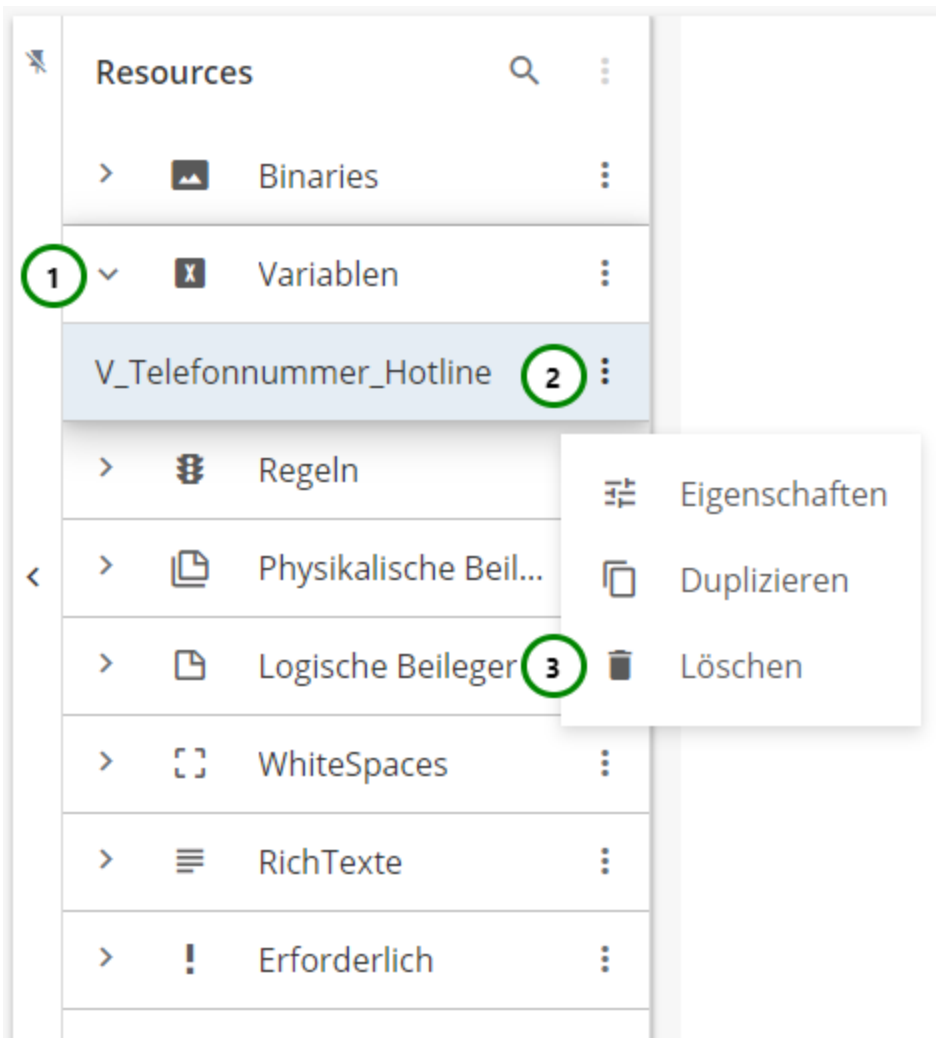 Resources
Binaries
1
Variablen
V_Telefonnummer_Hotline
2
Regeln
Eigenschaften
Physikalische Beil...
Duplizieren
Logische Beileger
3
Löschen
WhiteSpaces
RichTexte
Erforderlich